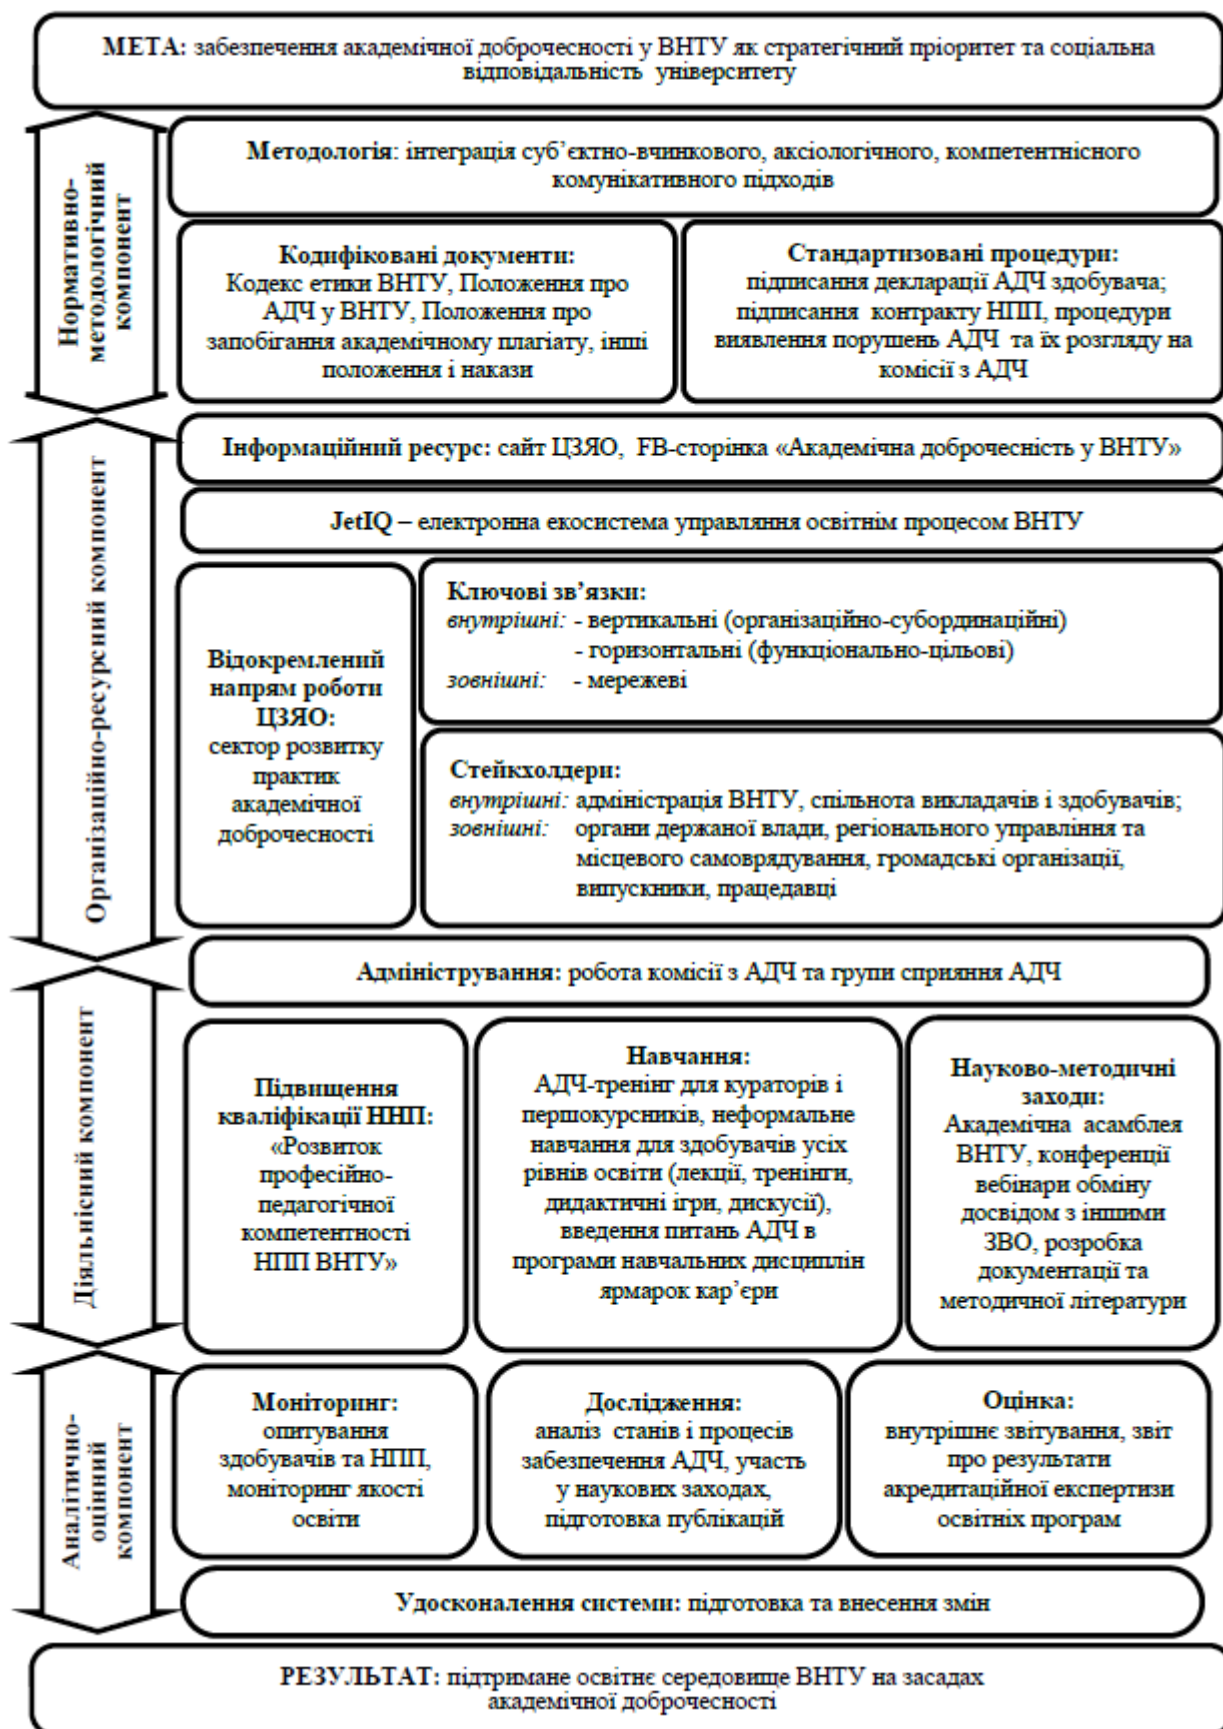 МЕТА: забезпечення академічної доброчесності у ВНТУ як стратегічний пріоритет та соціальна
відповідальність університету
Нормативно-
методологічний
компонент
Методологія: інтеграція суб’єктно-вчинкового, аксіологічного, компетентнісного
комунікативного підходів
Кодифіковані документи:
Кодекс етики ВНТУ, Положення про
АДЧ у ВНТУ, Положення про
запобігання академічному плагіату, інші
положення і накази
Стандартизовані процедури:
підписання декларації АДЧ здобувача;
підписання контракту НПП, процедури
виявлення порушень АДЧ та їх розгляду на
комісії з АДЧ
Організаційно-ресурсний компонент
Інформаційний ресурс: сайт ЦЗЯО, FB-сторінка «Академічна доброчесність у ВНТУ»
JetIQ – електронна екосистема управління освітнім процесом ВНТУ
Відокремлений
напрям роботи
ЦЗЯО:
сектор розвитку
практик
академічної
доброчесності
Ключові зв’язки:
внутрішні: - вертикальні (організаційно-субординаційні)
- горизонтальні (функціонально-цільові)
зовнішні: - мережеві
Стейкхолдери:
внутрішні: адміністрація ВНТУ, спільнота викладачів і здобувачів;
зовнішні: органи держаної влади, регіонального управління та
місцевого самоврядування, громадські організації,
випускники, працедавці
Діяльнісний компонент
Адміністрування: робота комісії з АДЧ та групи сприяння АДЧ
Підвищення
кваліфікації ННП:
«Розвиток
професійно-
педагогічної
компетентності
НПП ВНТУ»
Навчання:
АДЧ-тренінг для кураторів і
першокурсників, неформальне
навчання для здобувачів усіх
рівнів освіти (лекції, тренінги,
дидактичні ігри, дискусії),
введення питань АДЧ в
програми навчальних дисциплін
ярмарок кар’єри
Науково-методичні
заходи:
Академічна асамблея
ВНТУ, конференції
вебінари обміну
досвідом з іншими
ЗВО, розробка
документації та
методичної літератури
Аналітично-
оцінний
компонент
Моніторинг:
опитування
здобувачів та НПП,
моніторинг якості
освіти
Дослідження:
аналіз станів і процесів
забезпечення АДЧ, участь
у наукових заходах,
підготовка публікацій
Оцінка:
внутрішнє звітування, звіт
про результати
акредитаційної експертизи
освітніх програм
Удосконалення системи: підготовка та внесення змін
РЕЗУЛЬТАТ: підтримане освітнє середовище ВНТУ на засадах
академічної доброчесності